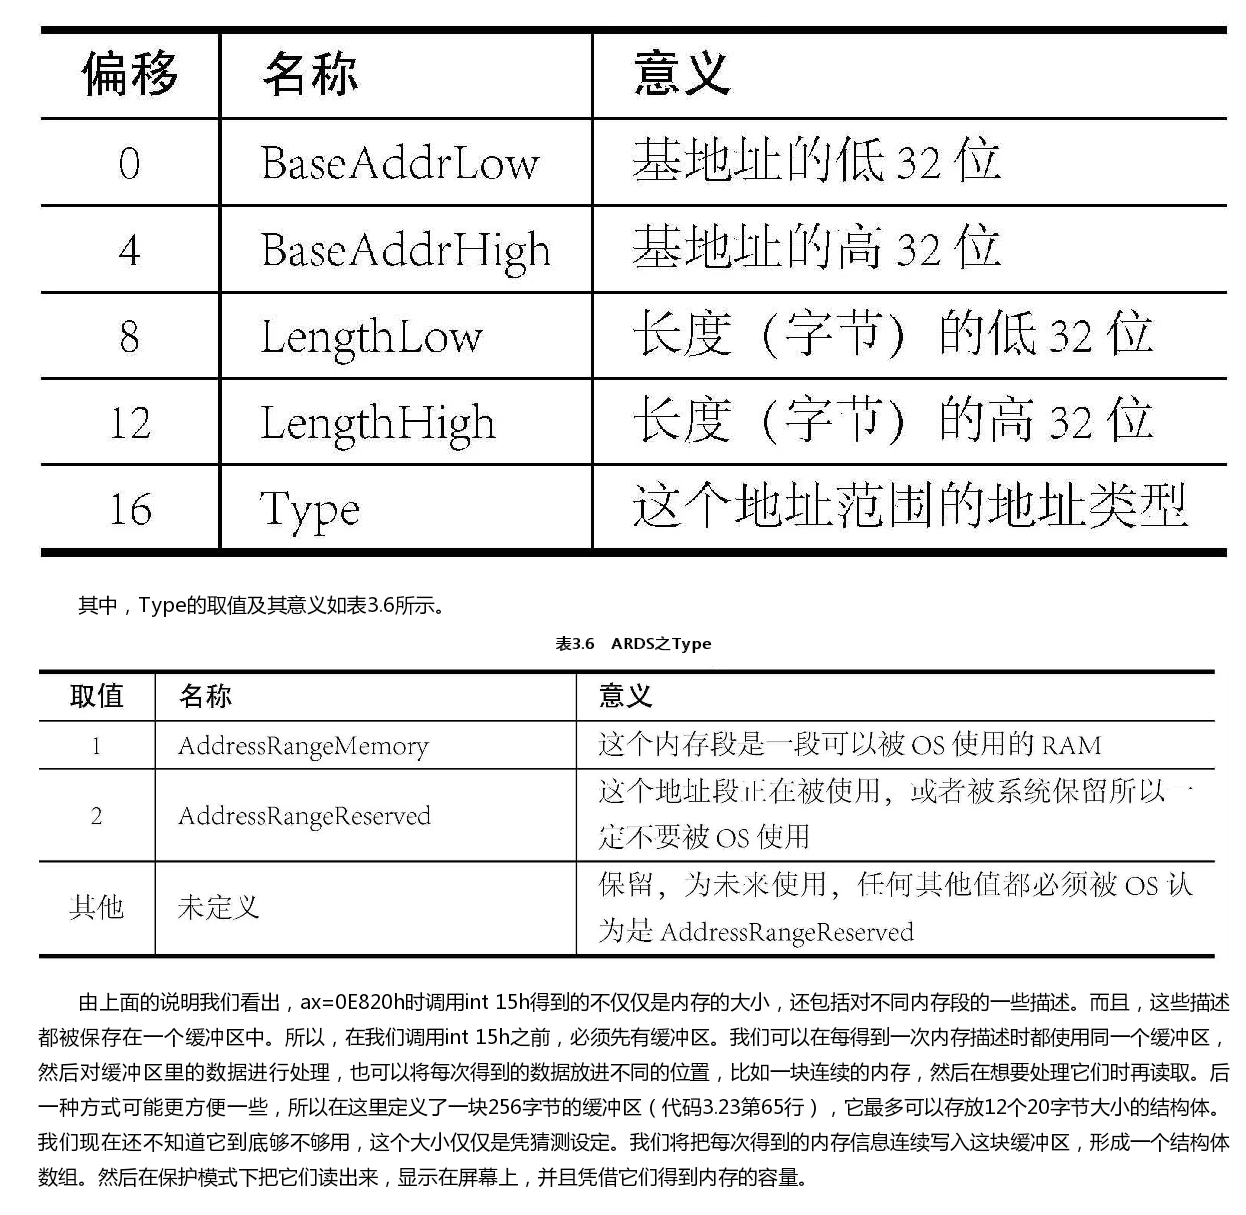 偏移 名称 意义
0 BaseAddrLow 基地址的低 32 位
4 BaseAddrHigh 基地址的高 32 位
8 LengthLow 长度（字节）的低 32 位
12 LengthHigh 长度（字节）的高 32 位
16 Type 这个地址范围的地址类型
其中，Type的取值及其意义如表3.6所示。
表3.6 ARDS之Type
取值 名称 意义
1 AddressRangeMemory 这个内存段是一段可以被 OS 使用的 RAM
2 AddressRangeReserved 这个地址段正在被使用，或者被系统保留所以一
定不要被 OS 使用
其他 未定义 保留，为未来使用，任何其他值都必须被 OS 认
为是 AddressRangeReserved
由上面的说明我们看出，ax=0E820h时调用int 15h得到的不仅仅是内存的大小，还包括对不同内存段的一些描述。而且，这些描述
都被保存在一个缓冲区中。所以，在我们调用int 15h之前，必须先有缓冲区。我们可以在每得到一次内存描述时都使用同一个缓冲区，
然后对缓冲区里的数据进行处理，也可以将每次得到的数据放进不同的位置，比如一块连续的内存，然后在想要处理它们时再读取。后
一种方式可能更方便一些，所以在这里定义了一块256字节的缓冲区（代码3.23第65行），它最多可以存放12个20字节大小的结构体。
我们现在还不知道它到底够不够用，这个大小仅仅是凭猜测设定。我们将把每次得到的内存信息连续写入这块缓冲区，形成一个结构体
数组。然后在保护模式下把它们读出来，显示在屏幕上，并且凭借它们得到内存的容量。